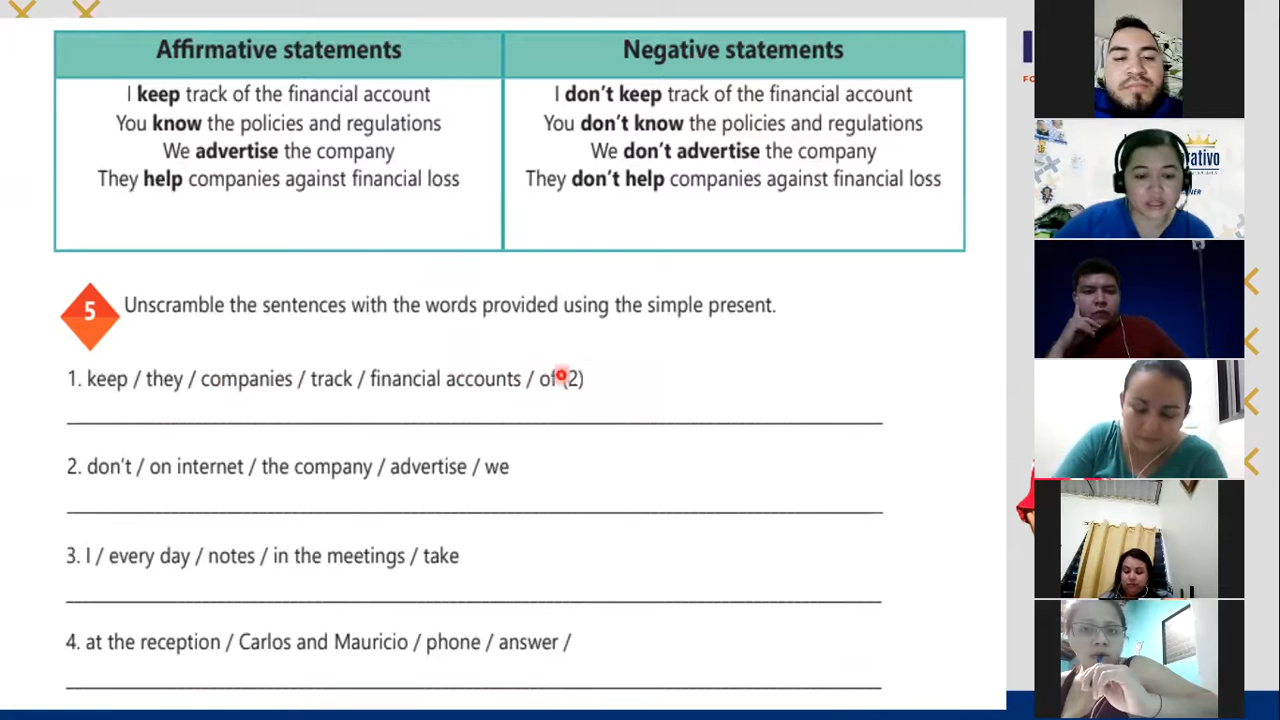 Affirmative statements
Negative statements
I keep track of the financial account
You know the policies and regulations
We advertise the company
They help companies against financial loss
I don't keep track of the financial account
You don't know the policies and regulations
We don't advertise the company
They don't help companies against financial loss
5
Unscramble the sentences with the words provided using the simple present.
1. keep / they / companies / track / financial accounts / of (2)
2. don't / on internet / the company / advertise / we
3. I / every day / notes / in the meetings / take
4. at the reception / Carlos and Mauricio / phone / answer /